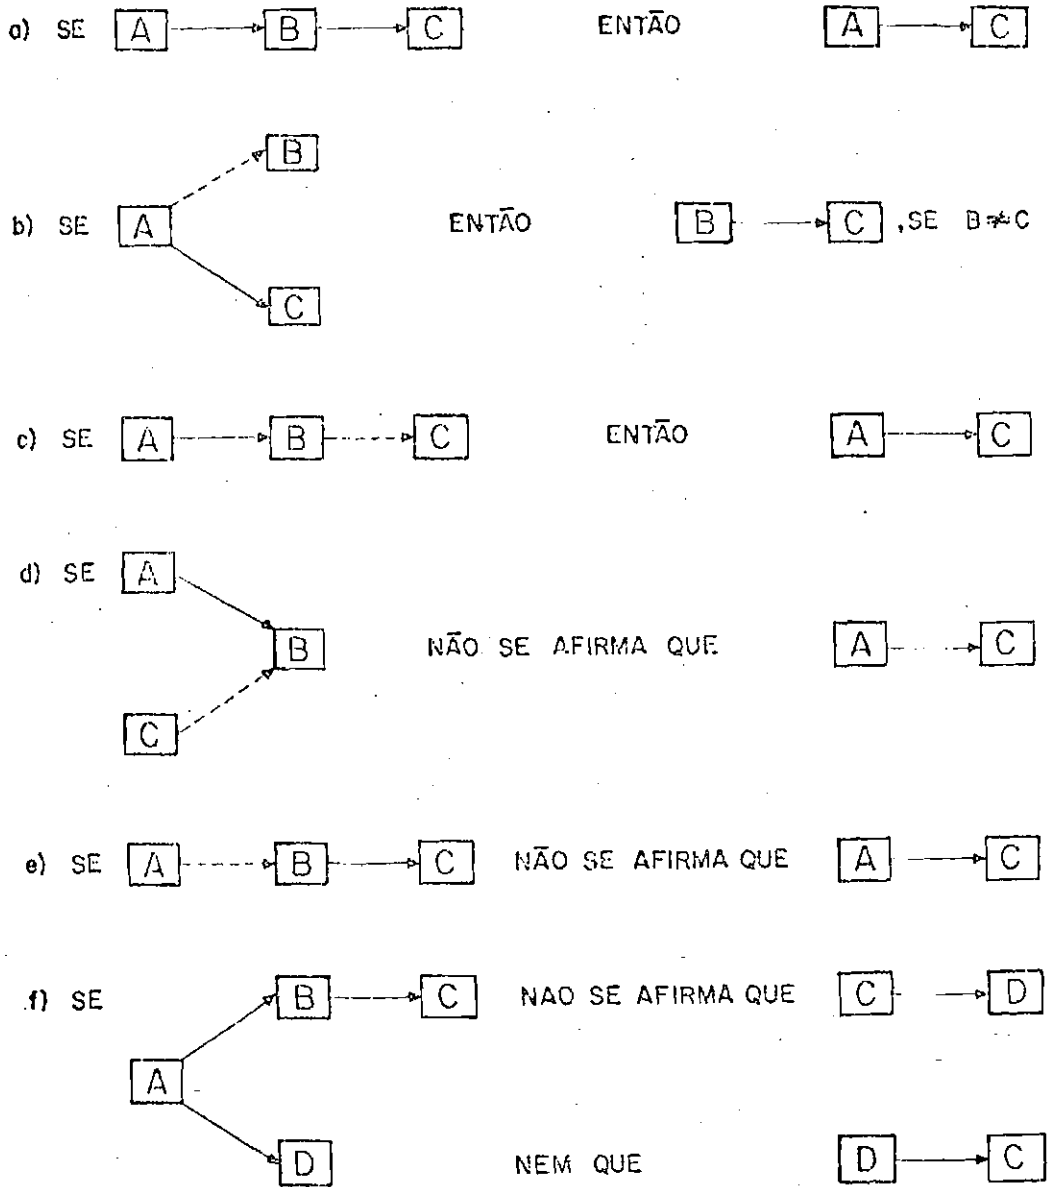 a) SE A B C ENTÃO A C
B
b) SE A ENTÃO B C , SE B ≉ C
C
c) SE A B C ENTÃO A C
d) SE A
B NÃO SE AFIRMA QUE A C
C
e) SE A B C NÃO SE AFIRMA QUE A C
f) SE B C NAO SE AFIRMA QUE C D
A
D NEM QUE D C